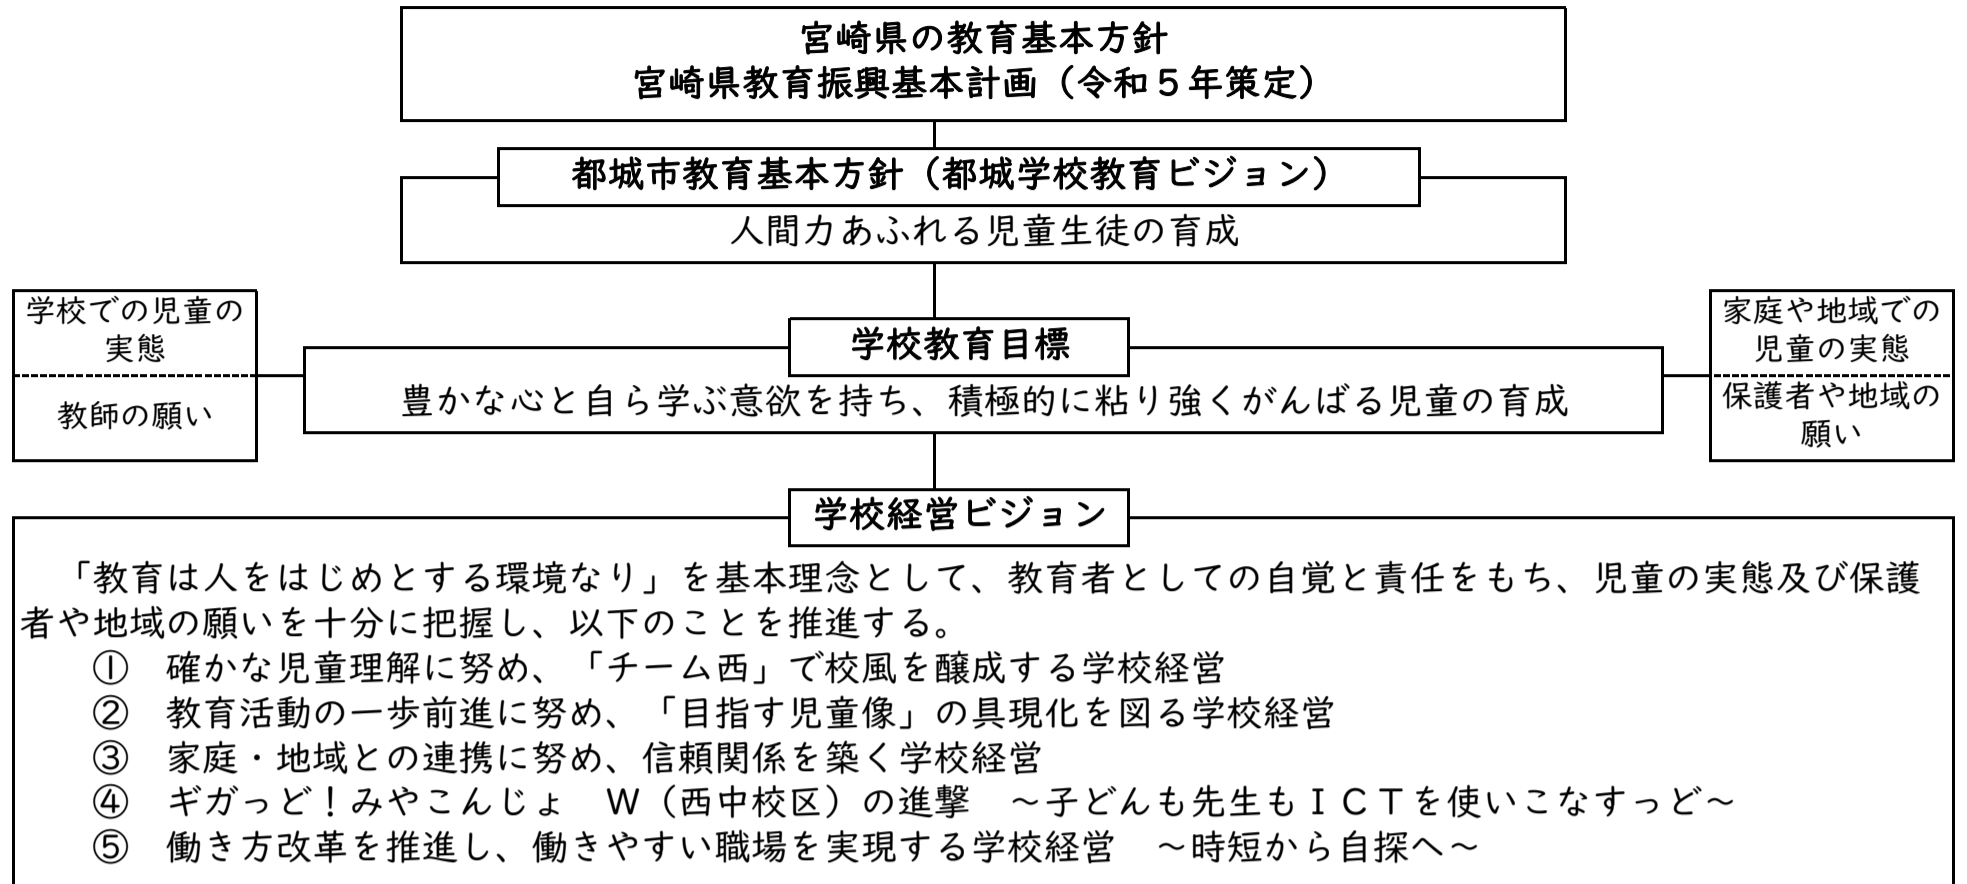 宮崎県の教育基本方針
宮崎県教育振興基本計画（令和５年策定）
都城市教育基本方針（都城学校教育ビジョン）
人間力あふれる児童生徒の育成
学校での児童の
実態
教師の願い
学校教育目標
豊かな心と自ら学ぶ意欲を持ち、積極的に粘り強くがんばる児童の育成
家庭や地域での
児童の実態
保護者や地域の
願い
学校経営ビジョン
「教育は人をはじめとする環境なり」を基本理念として、教育者としての自覚と責任をもち、児童の実態及び保護
者や地域の願いを十分に把握し、以下のことを推進する。
①　確かな児童理解に努め、「チーム西」で校風を醸成する学校経営
②　教育活動の一歩前進に努め、「目指す児童像」の具現化を図る学校経営
③　家庭・地域との連携に努め、信頼関係を築く学校経営
④　ギガっど！みやこんじょ　Ｗ（西中校区）の進撃　～子どんも先生もＩＣＴを使いこなすっど～
⑤　働き方改革を推進し、働きやすい職場を実現する学校経営　～時短から自探へ～